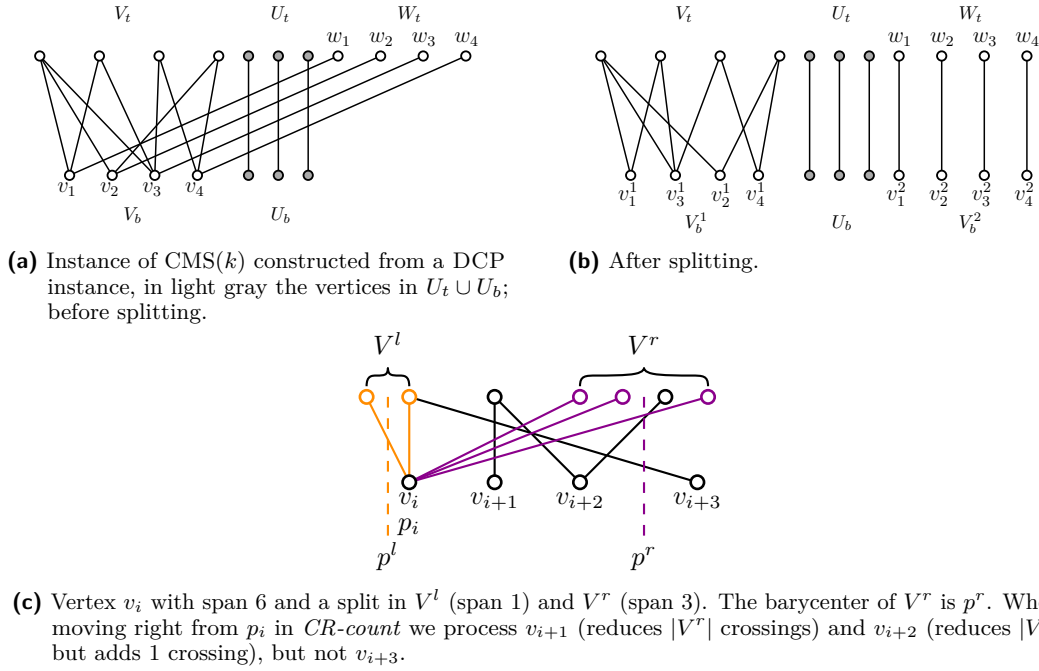 V_t U_t W_t
w_1 w_2 w_3 w_4
v_1 v_2 v_3 v_4
V_b U_b
(a) Instance of CMS(k) constructed from a DCP
instance, in light gray the vertices in U_t ∪ U_b;
before splitting.
V_t U_t W_t
w_1 w_2 w_3 w_4
v_1^1 v_3^1 v_2^1 v_4^1 v_1^2 v_2^2 v_3^2 v_4^2
V_b^1 U_b V_b^2
(b) After splitting.
V^l V^r
v_i v_{i+1} v_{i+2} v_{i+3}
p_i
p^l p^r
(c) Vertex v_i with span 6 and a split in V^l (span 1) and V^r (span 3). The barycenter of V^r is p^r.
moving right from p_i in CR-count we process v_{i+1} (reduces |V^r| crossings) and v_{i+2} (reduces
but adds 1 crossing), but not v_{i+3}.